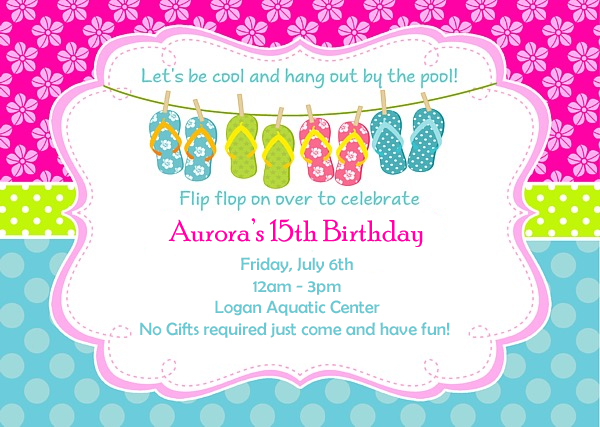 Let's be cool and hang out by the pool!
Flip flop on over to celebrate
Aurora's 15th Birthday
Friday, July 6th
12am - 3pm
Logan Aquatic Center
No Gifts required just come and have fun!